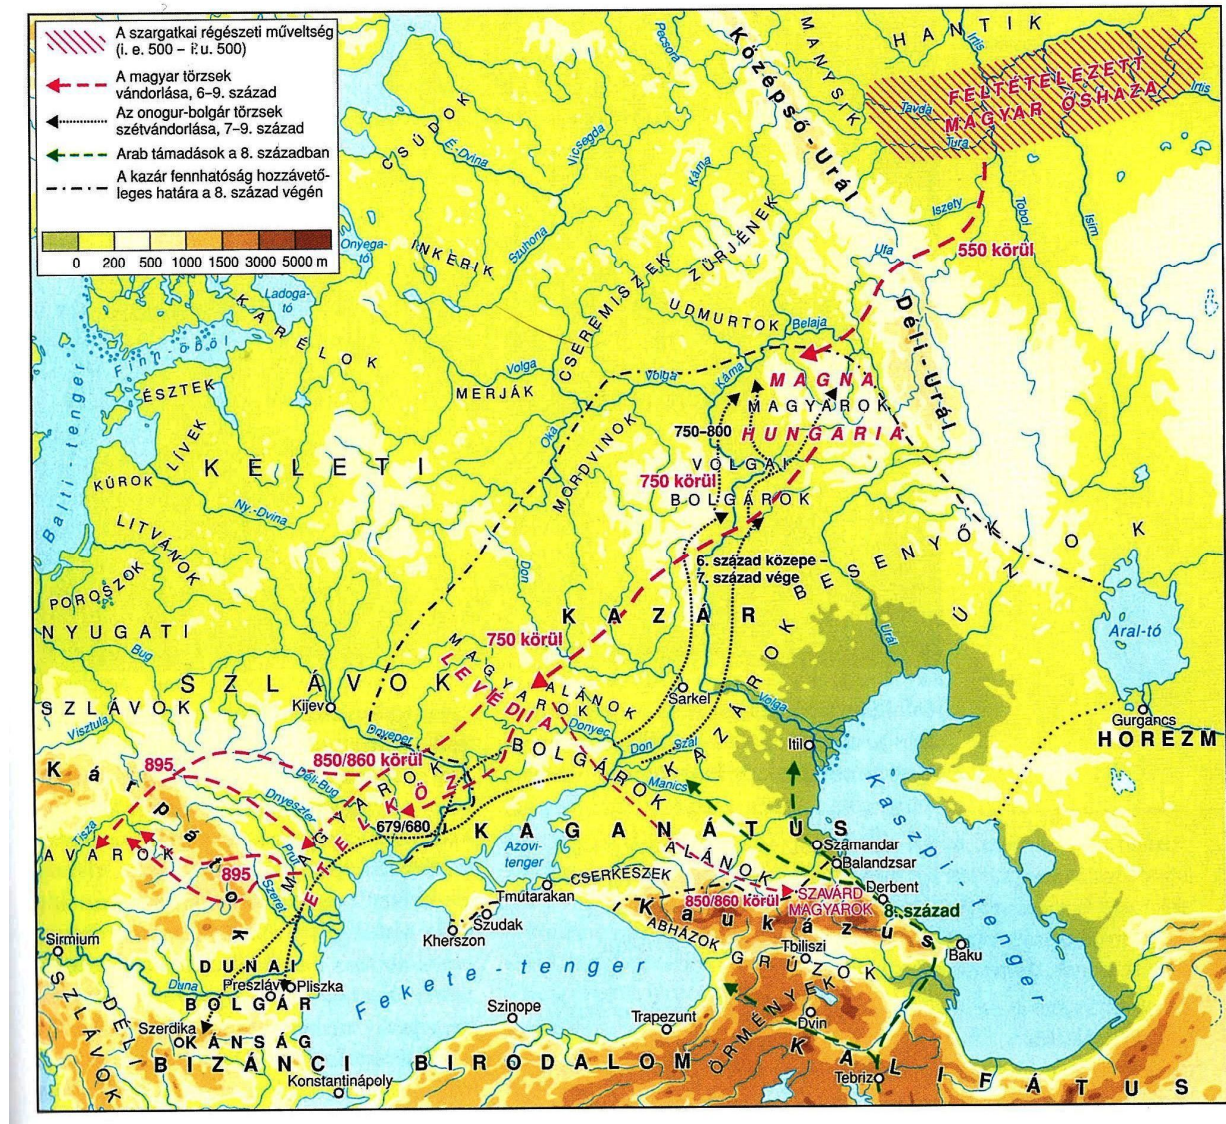 A szargatkai régészeti műveltség
(i. e. 500 – i. u. 500)
A magyar törzsek
vándorlása, 6–9. század
Az onogur-bolgár törzsek
szétvándorlása, 7–9. század
Arab támadások a 8. században
A kazár fennhatóság hozzávető-
leges határa a 8. század végén
0 200 500 1000 1500 3000 5000 m
HANTIK
MANYSIK
Pecsora
Középső-Urál
Irtis
FELTÉTELEZETT
MAGYAR ŐSHAZA
Tavda
Irtis
Tura
CSÚDOK
É.-Dvina
Vicsegda
Káma
Iszety
Tobol
Isim
550 körül
Onyega-
tó
INKERIK
Szuhona
ZÜRJÉNEK
Ufa
Ladoga-
tó
KARÉLOK
CSEREMISZEK
UDMURTOK
Belaja
Déli-Urál
Finn-öböl
Balti-tenger
ÉSZTEK
Volga
MERJÁK
Volga
Káma
MAGNA
MAGYAROK
HUNGARIA
750–800
LÍVEK
Oka
MORDVINOK
KELETI
VOLGAI
750 körül
BOLGÁROK
KÚROK
Ny.-Dvina
LITVÁNOK
POROSZOK
Don
6. század közepe –
7. század vége
BESENYŐK
ÚZOK
NYUGATI
KAZÁR
Urál
Aral-tó
Bug
750 körül
MAGYAROK
LEVÉDIA
ALÁNOK
SZLÁVOK
SZLÁVOK
Kijev
Sarkel
Volga
Gurgancs
HOREZM
Visztula
Dnyeper
Donyec
BOLGÁROK
Don
Szál
KAZÁROK
Itil
Kárpátok
895
850/860 körül
Déli-Bug
Manics
Kaszpi-tenger
Dnyeszter
MAGYAROK
ETELKÖZ
679/680
KAGANÁTUS
Tisza
AVAROK
Prut
Azovi-
tenger
ALÁNOK
Szamandar
Balandzsar
895
Szeret
CSERKESZEK
Derbent
Tmutarakan
850/860 körül
SZAVÁRD
MAGYAROK
8. század
Szudak
Kherszon
Kaukázus
ABHÁZOK
Tbiliszi
Baku
Sirmium
GRÚZOK
DUNAI
Fekete-tenger
Duna
Preszláv
Pliszka
BOLGÁR
ÖRMÉNYEK
Szinope
Trapezunt
Dvin
DÉLI
SZLÁVOK
Szerdika
KÁNSÁG
BIZÁNCI BIRODALOM
KALIFÁTUS
Konstantinápoly
Tebriz